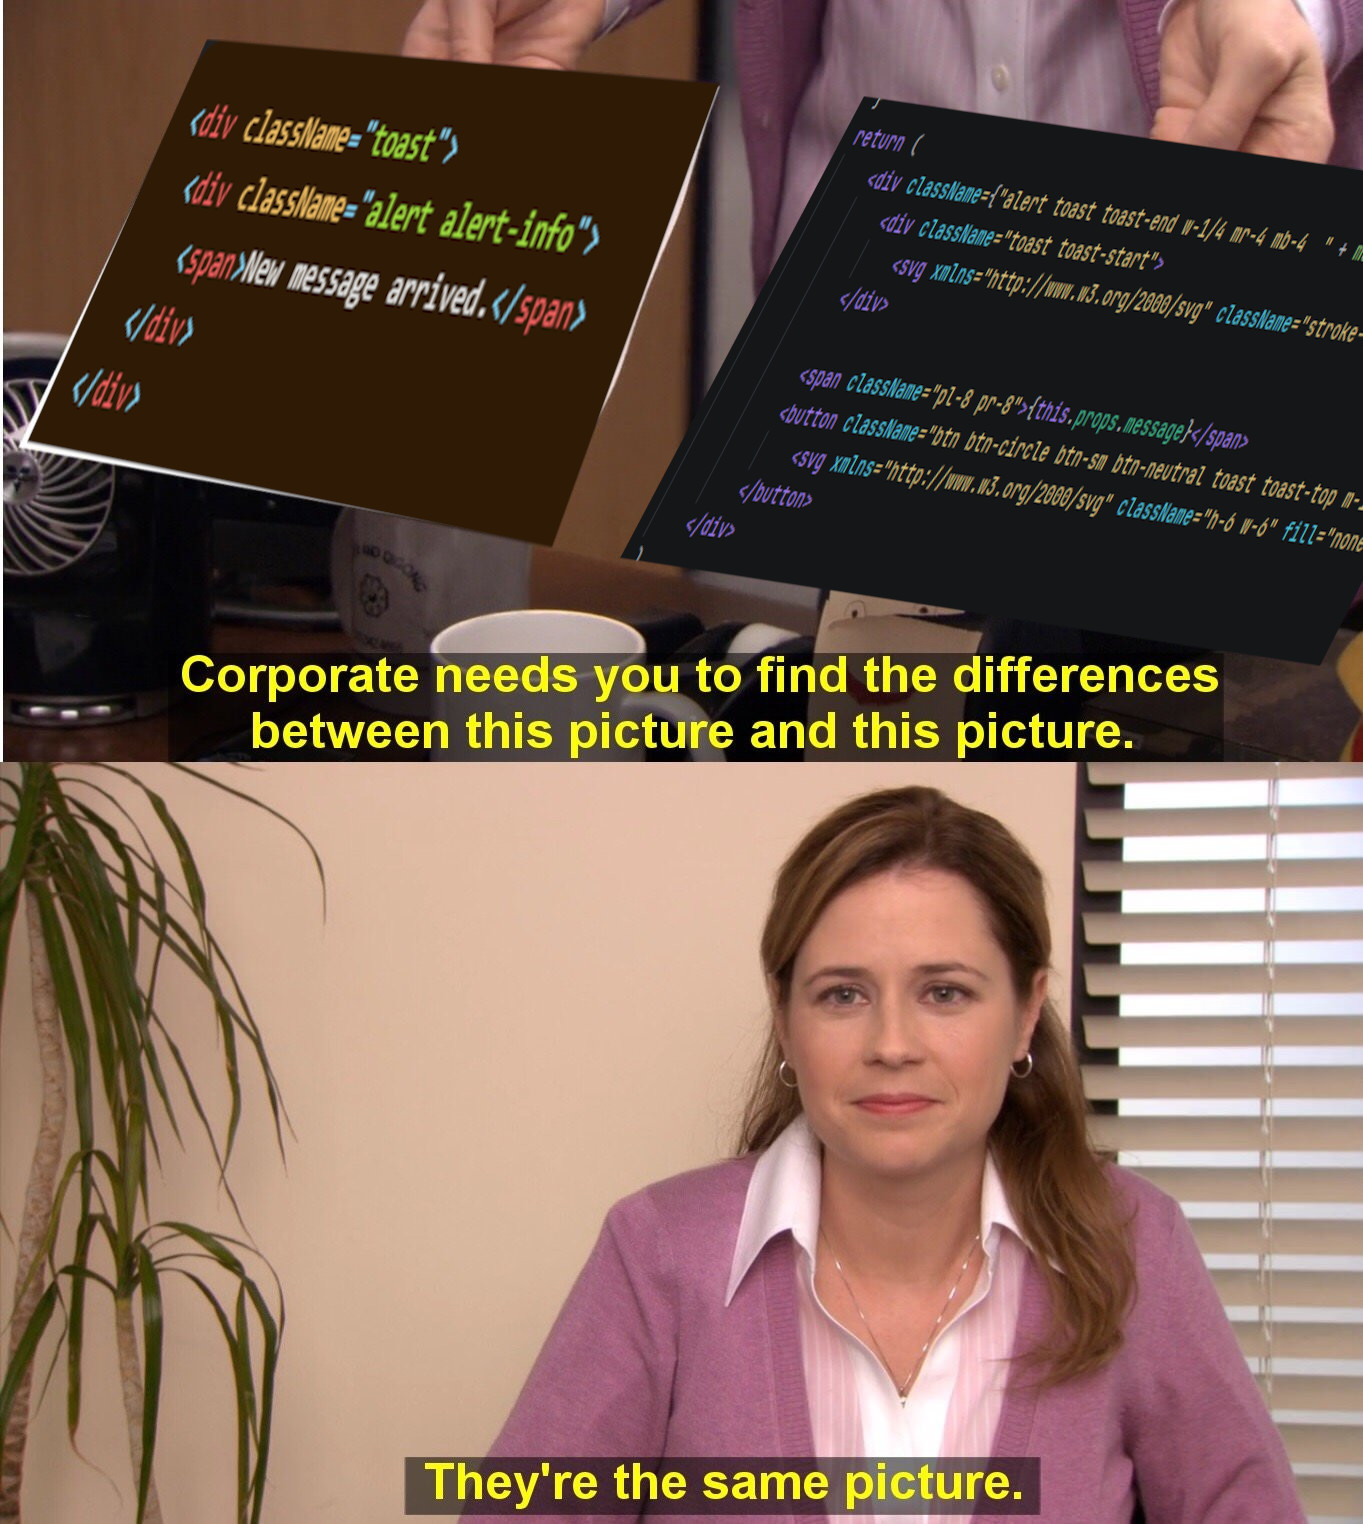 <div className="toast">
<div className="alert alert-info">
<span>New message arrived.</span>
</div>
</div>
}
return (
<div className={"alert toast toast-end w-1/4 mr-4 mb-4 " +
<div className="toast toast-start">
<svg xmlns="http://www.w3.org/2000/svg" className="stroke-
</div>
<span className="pl-8 pr-8">{this.props.message}</span>
<button className="btn btn-circle btn-sm btn-neutral toast toast-top
<svg xmlns="http://www.w3.org/2000/svg" className="h-6 w-6" fill="none
</button>
</div>
)
Corporate needs you to find the differences
between this picture and this picture.
They're the same picture.